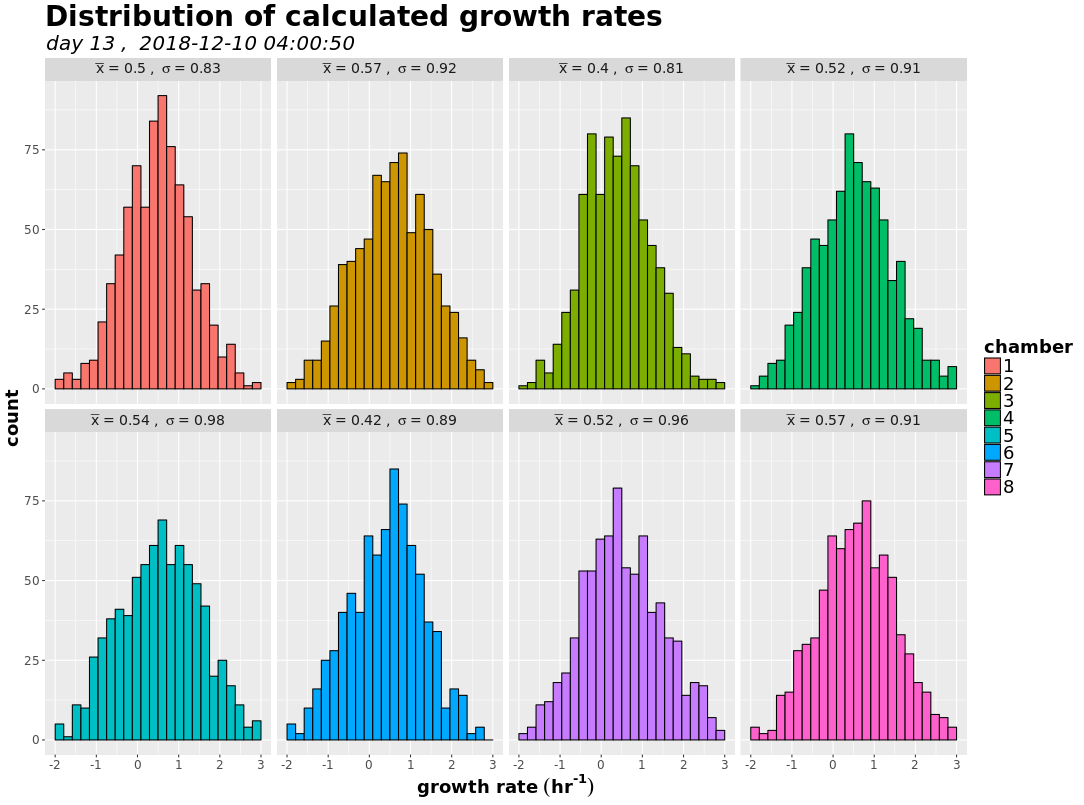 Distribution of calculated growth rates
day 13 ,  2018-12-10 04:00:50
x̅ = 0.5 ,  σ = 0.83
x̅ = 0.57 ,  σ = 0.92
x̅ = 0.4 ,  σ = 0.81
x̅ = 0.52 ,  σ = 0.91
75
50
25
0
count
x̅ = 0.54 ,  σ = 0.98
x̅ = 0.42 ,  σ = 0.89
x̅ = 0.52 ,  σ = 0.96
x̅ = 0.57 ,  σ = 0.91
75
50
25
0
-2 -1 0 1 2 3
-2 -1 0 1 2 3
-2 -1 0 1 2 3
-2 -1 0 1 2 3
growth rate (hr⁻¹)
chamber
1
2
3
4
5
6
7
8